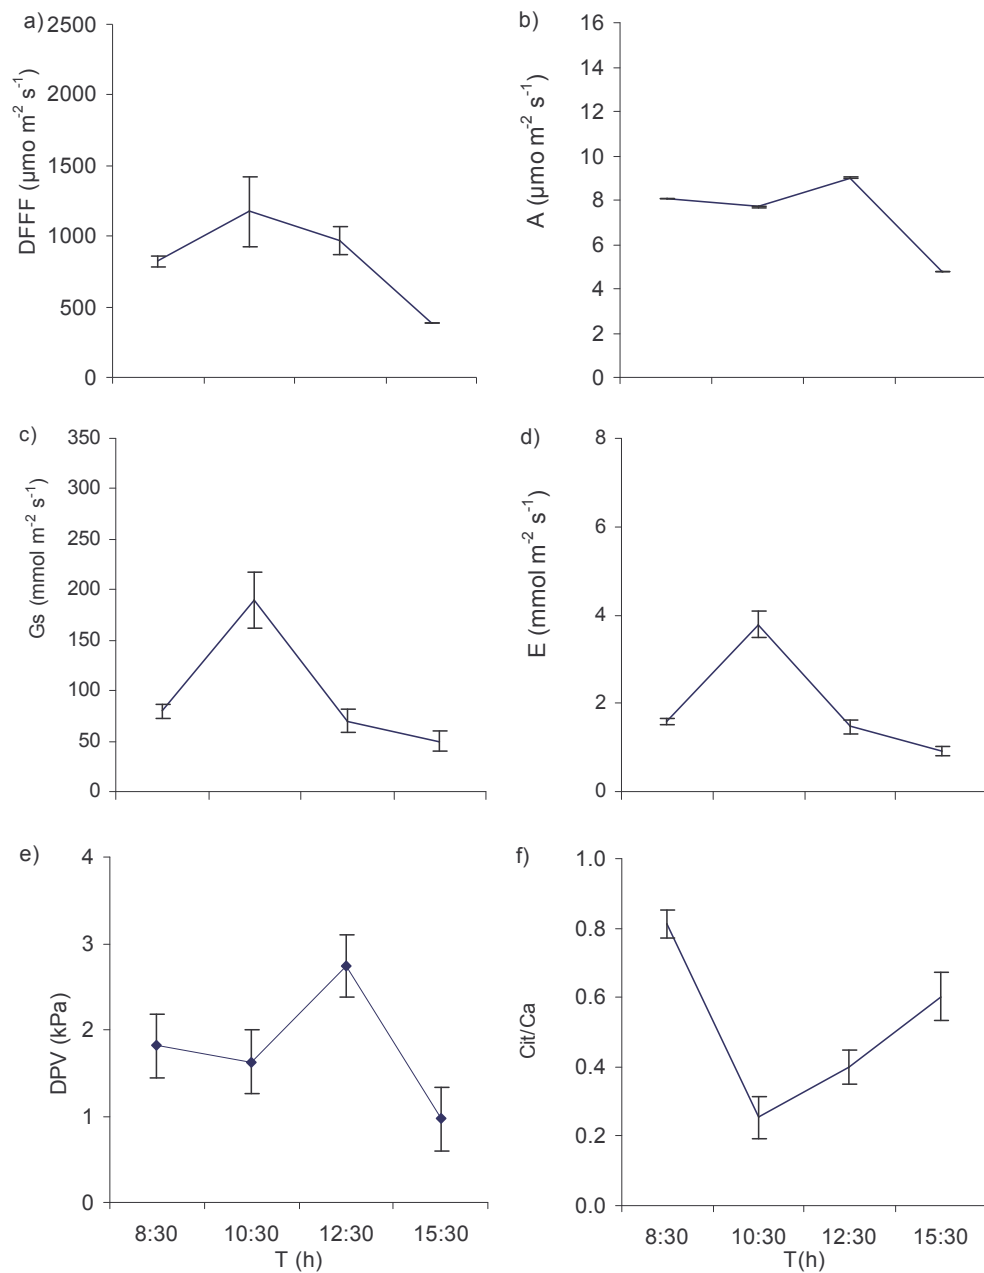 a)
2500
2000
1500
1000
500
0
DFFF (µmo m⁻² s⁻¹)
b)
16
14
12
10
8
6
4
2
0
A (µmo m⁻² s⁻¹)
c)
350
300
250
200
150
100
50
0
Gs (mmol m⁻² s⁻¹)
d)
8
6
4
2
0
E (mmol m⁻² s⁻¹)
e)
4
3
2
1
0
DPV (kPa)
8:30 10:30 12:30 15:30
T (h)
f)
1.0
0.8
0.6
0.4
0.2
0.0
Cit/Ca
8:30 10:30 12:30 15:30
T(h)